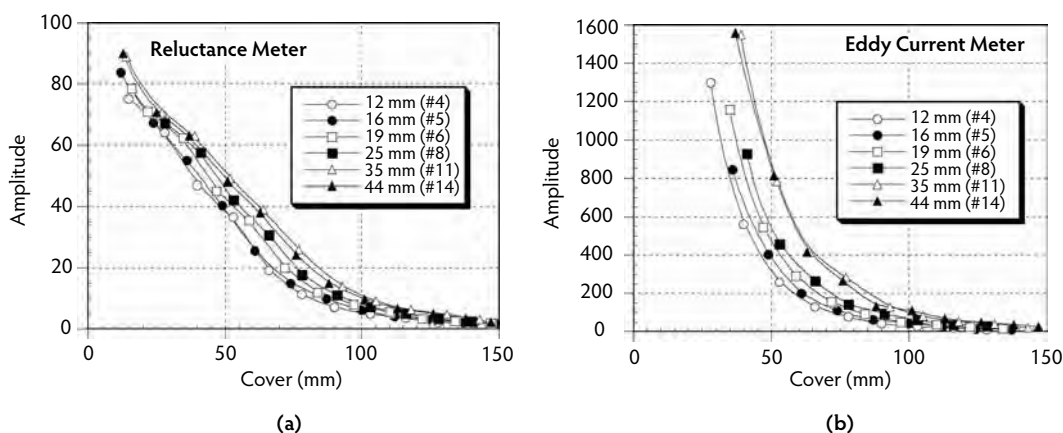 Reluctance Meter
100
80
60
40
20
0
Amplitude
12 mm (#4)
16 mm (#5)
19 mm (#6)
25 mm (#8)
35 mm (#11)
44 mm (#14)
0 50 100 150
Cover (mm)
(a)
Eddy Current Meter
1600
1400
1200
1000
800
600
400
200
0
Amplitude
12 mm (#4)
16 mm (#5)
19 mm (#6)
25 mm (#8)
35 mm (#11)
44 mm (#14)
0 50 100 150
Cover (mm)
(b)